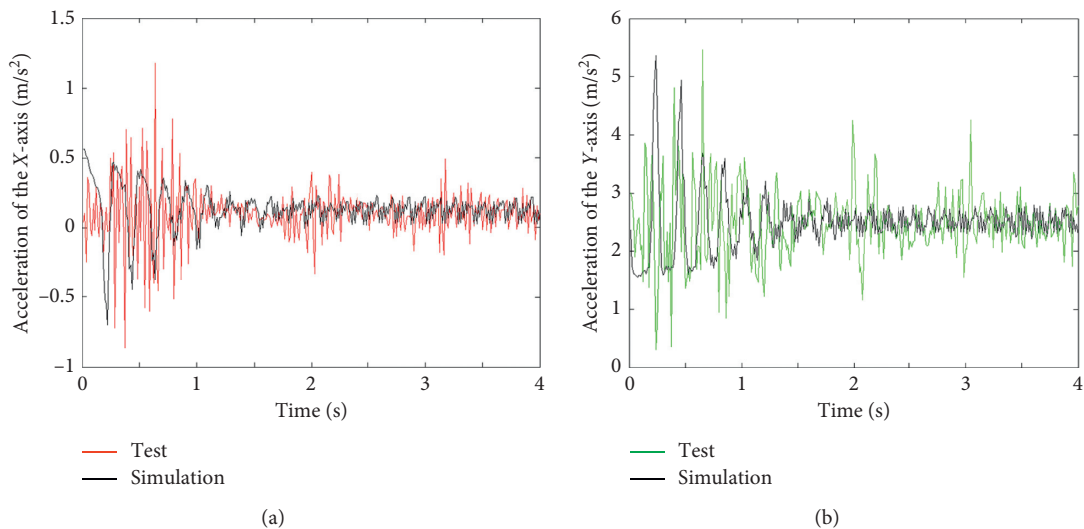 Acceleration of the X-axis (m/s²)
1.5
1
0.5
0
–0.5
–1
0
1
2
3
4
Time (s)
Test
Simulation
(a)
Acceleration of the Y-axis (m/s²)
6
5
4
3
2
1
0
0
1
2
3
4
Time (s)
Test
Simulation
(b)